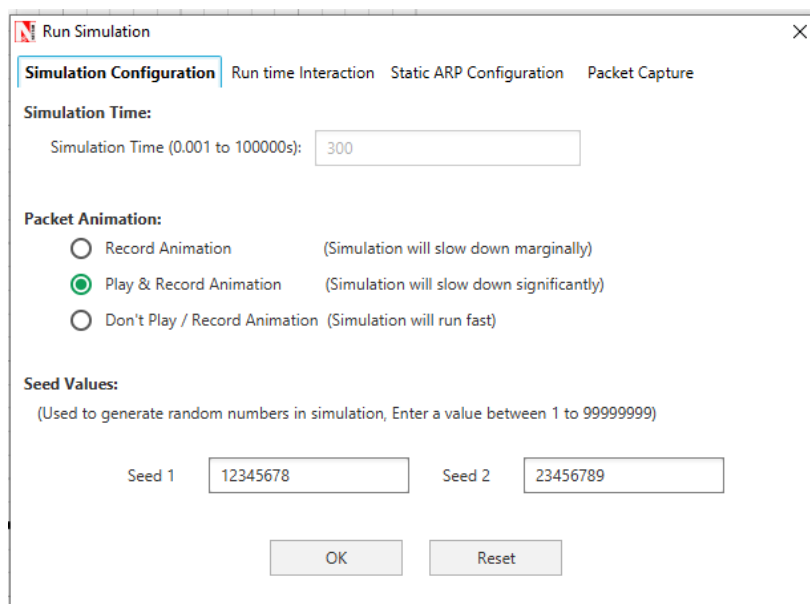 Run Simulation
Simulation Configuration Run time Interaction Static ARP Configuration Packet Capture
Simulation Time:
Simulation Time (0.001 to 100000s): 300
Packet Animation:
Record Animation (Simulation will slow down marginally)
Play & Record Animation (Simulation will slow down significantly)
Don't Play / Record Animation (Simulation will run fast)
Seed Values:
(Used to generate random numbers in simulation, Enter a value between 1 to 99999999)
Seed 1 12345678 Seed 2 23456789
OK Reset